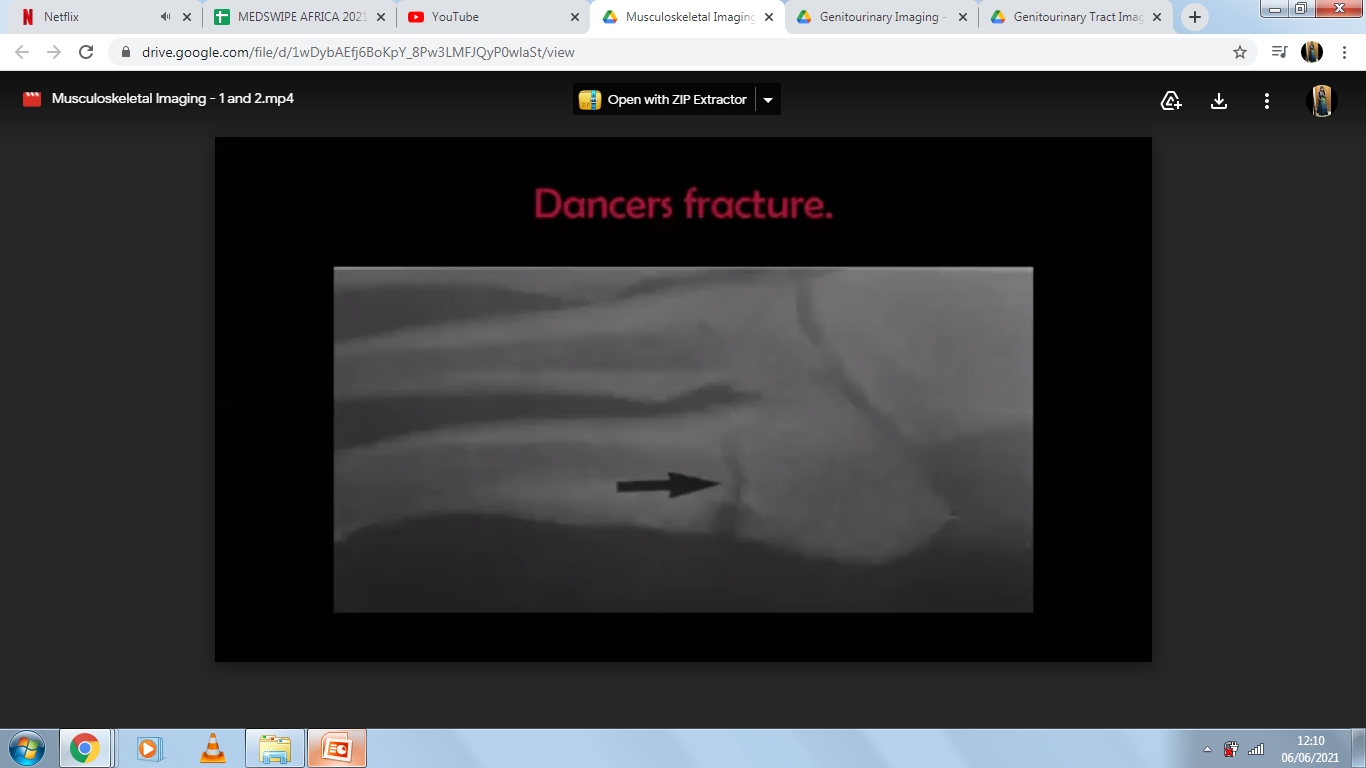 Netflix
MEDSWIPE AFRICA 2021
YouTube
Musculoskeletal Imaging
Genitourinary Imaging -
Genitourinary Tract Imag
drive.google.com/file/d/1wDybAEfj6BoKpY_8Pw3LMFJQyP0wlaSt/view
Musculoskeletal Imaging - 1 and 2.mp4
Open with ZIP Extractor
Dancers fracture.
12:10
06/06/2021